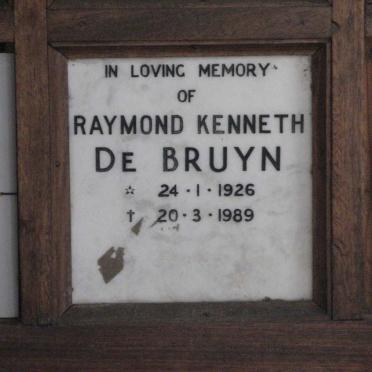 IN LOVING MEMORY
OF
RAYMOND KENNETH
DE BRUYN
☆ 24·1·1926
† 20·3·1989